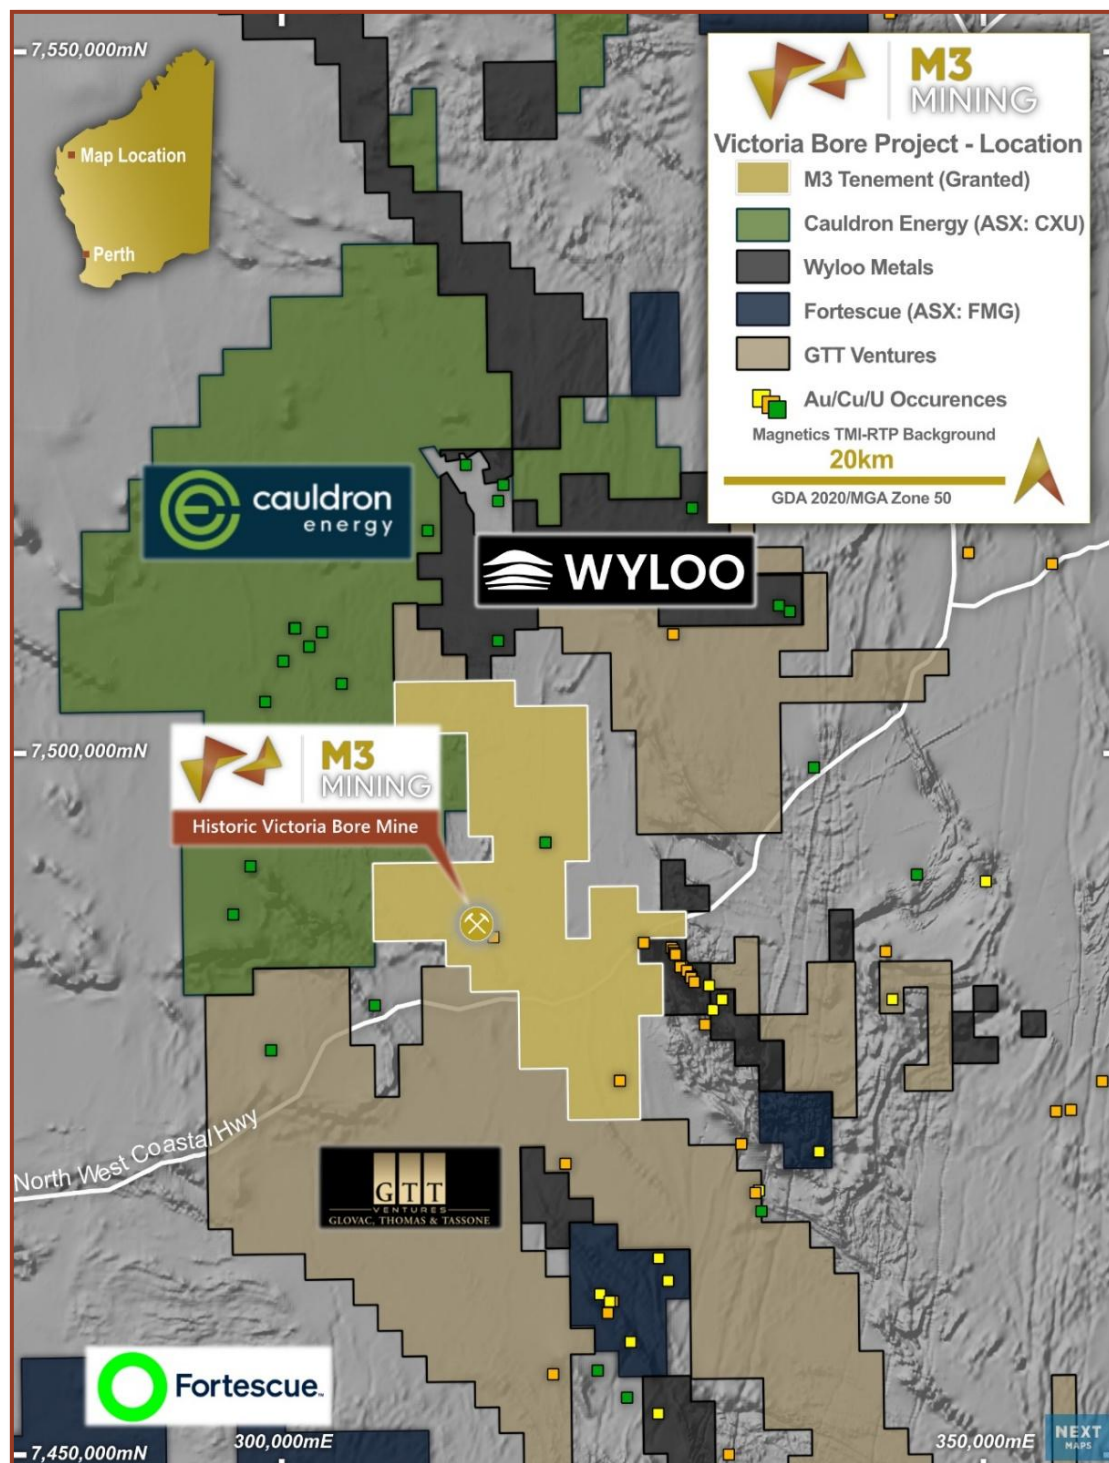 7,550,000mN
Map Location
Perth
M3
MINING
Victoria Bore Project - Location
M3 Tenement (Granted)
Cauldron Energy (ASX: CXU)
Wyloo Metals
Fortescue (ASX: FMG)
GTT Ventures
Au/Cu/U Occurences
Magnetics TMI-RTP Background
20km
GDA 2020/MGA Zone 50
cauldron
energy
WYLOO
7,500,000mN
M3
MINING
Historic Victoria Bore Mine
North West Coastal Hwy
GTT
VENTURES
GLOVAC, THOMAS & TASSONE
Fortescue™
7,450,000mN
300,000mE
350,000mE
NEXT
MAPS